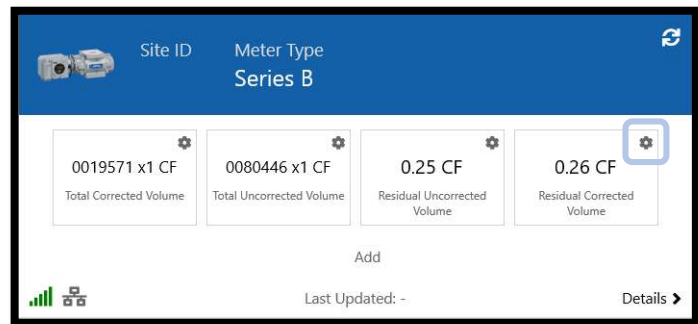 Site ID
Meter Type
Series B
0019571 x1 CF
Total Corrected Volume
0080446 x1 CF
Total Uncorrected Volume
0.25 CF
Residual Uncorrected
Volume
0.26 CF
Residual Corrected
Volume
Add
Last Updated: -
Details